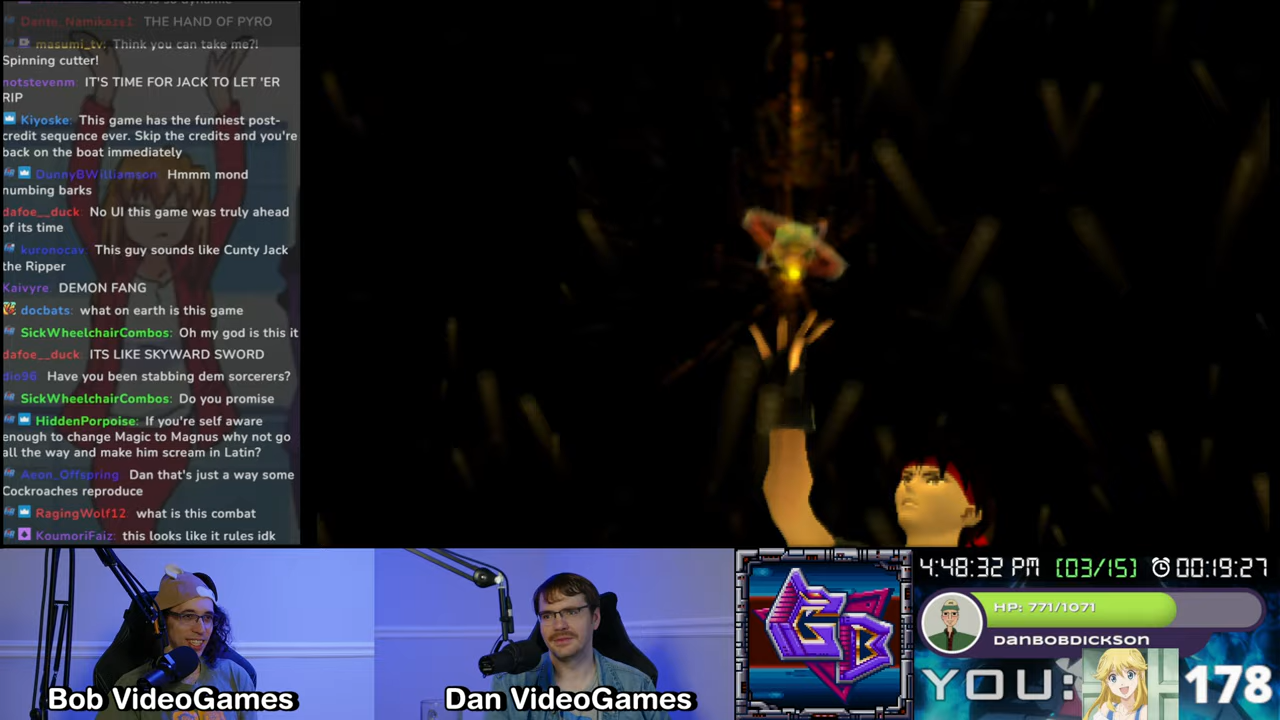 Dante_Namikaze1: THE HAND OF PYRO
masumi_tv: Think you can take me?!
Spinning cutter!
notstevenm: IT'S TIME FOR JACK TO LET 'ER
RIP
Kiyoske: This game has the funniest post-
credit sequence ever. Skip the credits and you're
back on the boat immediately
DunnyBWilliamson: Hmmm mond
numbing barks
dafoe__duck: No UI this game was truly ahead
of its time
kuronocav: This guy sounds like Cunty Jack
the Ripper
Kaivyre: DEMON FANG
docbats: what on earth is this game
SickWheelchairCombos: Oh my god is this it
dafoe__duck: ITS LIKE SKYWARD SWORD
dio96: Have you been stabbing dem sorcerers?
SickWheelchairCombos: Do you promise
HiddenPorpoise: If you're self aware
enough to change Magic to Magnus why not go
all the way and make him scream in Latin?
Aeon_Offspring: Dan that's just a way some
Cockroaches reproduce
RagingWolf12: what is this combat
KoumoriFaiz: this looks like it rules idk
Bob VideoGames
Dan VideoGames
GB
4:48:32 PM [03/15] 00:19:27
HP: 771/1071
DANBOBDICKSON
YOU: 178